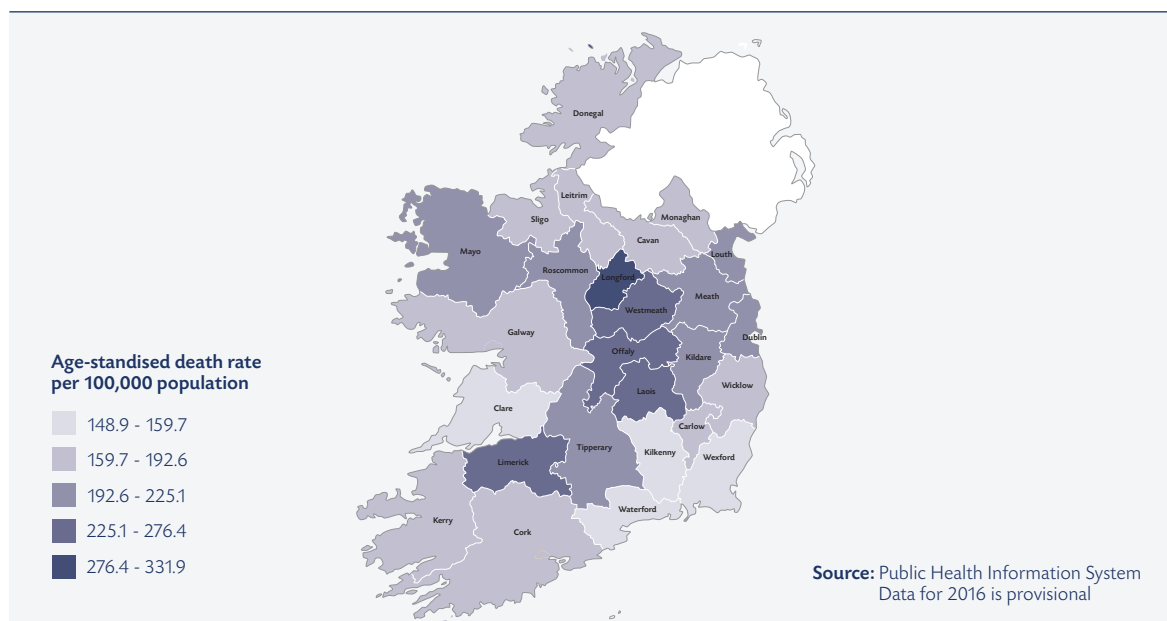 Donegal
Leitrim
Sligo
Monaghan
Cavan
Louth
Mayo
Roscommon
Longford
Meath
Westmeath
Galway
Dublin
Offaly
Kildare
Age-standised death rate
per 100,000 population
Laois
Wicklow
Clare
148.9 - 159.7
Carlow
Tipperary
Kilkenny
Wexford
159.7 - 192.6
Limerick
192.6 - 225.1
Waterford
Kerry
Cork
225.1 - 276.4
276.4 - 331.9
Source: Public Health Information System
Data for 2016 is provisional